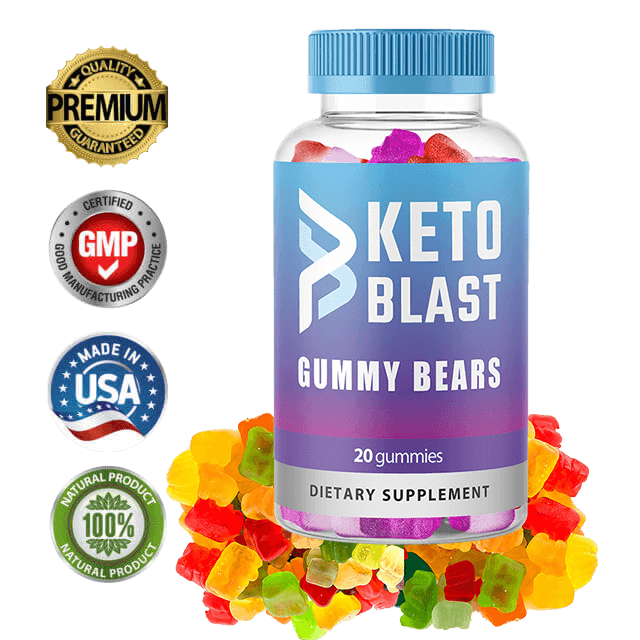 QUALITY
PREMIUM
GUARANTEED
CERTIFIED
GMP
GOOD MANUFACTURING PRACTICE
MADE IN
USA
NATURAL PRODUCT
100%
NATURAL PRODUCT
KETO
BLAST
GUMMY BEARS
20 gummies
DIETARY SUPPLEMENT